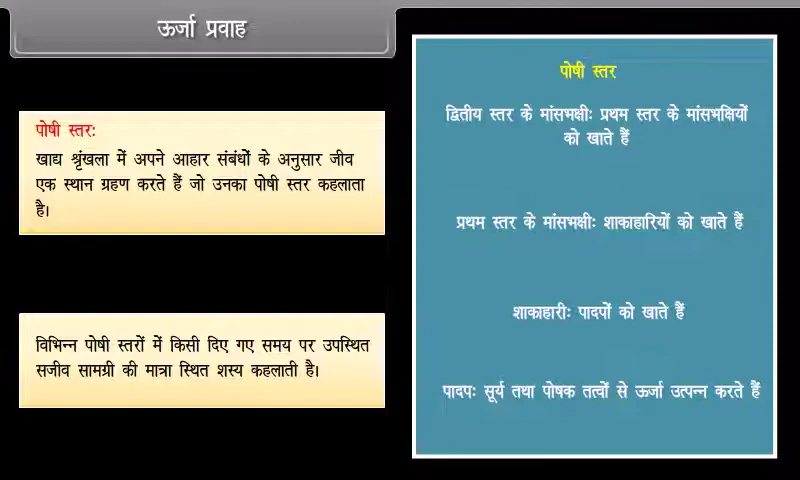 ऊर्जा प्रवाह
पोषी स्तर:
खाद्य श्रृंखला में अपने आहार संबंधों के अनुसार जीव
एक स्थान ग्रहण करते हैं जो उनका पोषी स्तर कहलाता
है।
विभिन्न पोषी स्तरों में किसी दिए गए समय पर उपस्थित
सजीव सामग्री की मात्रा स्थित शस्य कहलाती है।
पोषी स्तर
द्वितीय स्तर के मांसभक्षी: प्रथम स्तर के मांसभक्षियों
को खाते हैं
प्रथम स्तर के मांसभक्षी: शाकाहारियों को खाते हैं
शाकाहारी: पादपों को खाते हैं
पादप: सूर्य तथा पोषक तत्वों से ऊर्जा उत्पन्न करते हैं